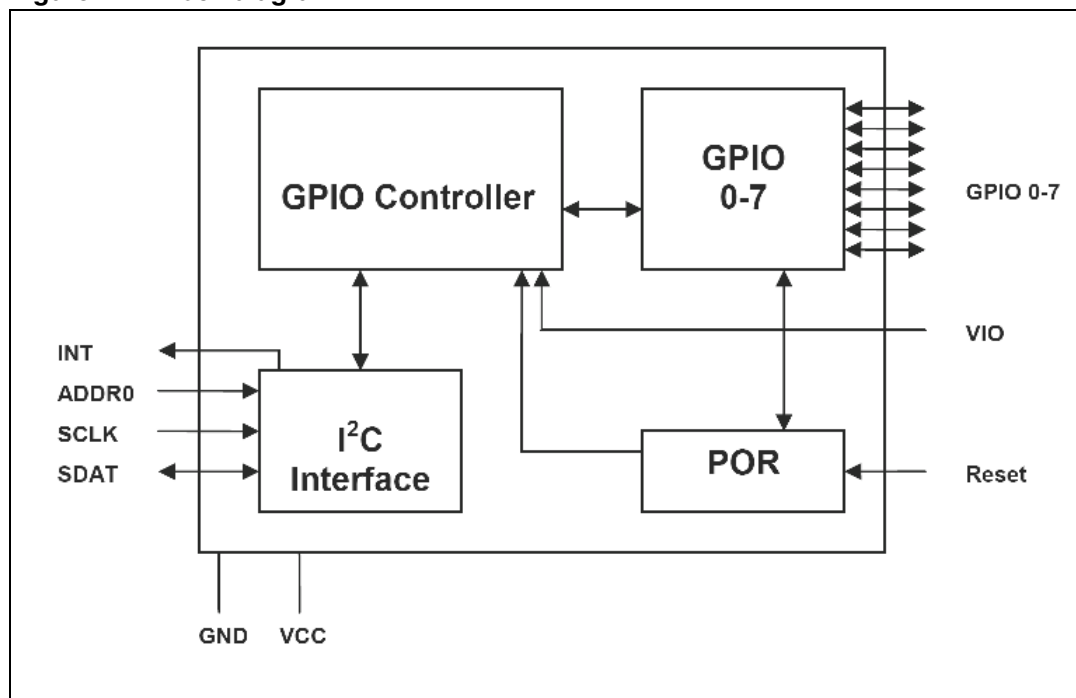 GPIO Controller
GPIO
0-7
GPIO 0-7
VIO
INT
ADDR0
SCLK
SDAT
I²C
Interface
POR
Reset
GND
VCC